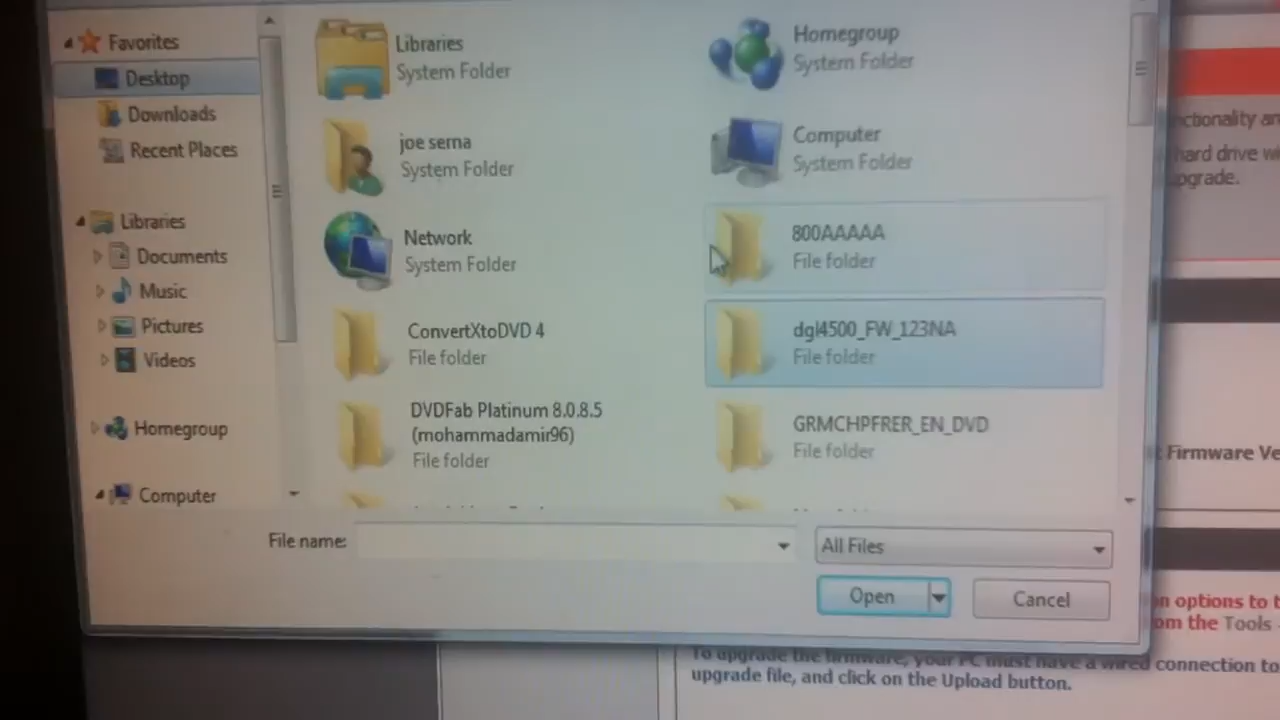 Favorites
Desktop
Downloads
Recent Places
Libraries
Documents
Music
Pictures
Videos
Homegroup
Computer
Libraries
System Folder
Homegroup
System Folder
joe serna
System Folder
Computer
System Folder
Network
System Folder
800AAAAA
File folder
ConvertXtoDVD 4
File folder
dgl4500_FW_123NA
File folder
DVDFab Platinum 8.0.8.5
(mohammadamir96)
File folder
GRMCHPFRER_EN_DVD
File folder
File name:
All Files
Open
Cancel
hard drive
Firmware
options to
om the Tools
To upgrade the firmware, your PC must have a wired connection to
upgrade file, and click on the Upload button.